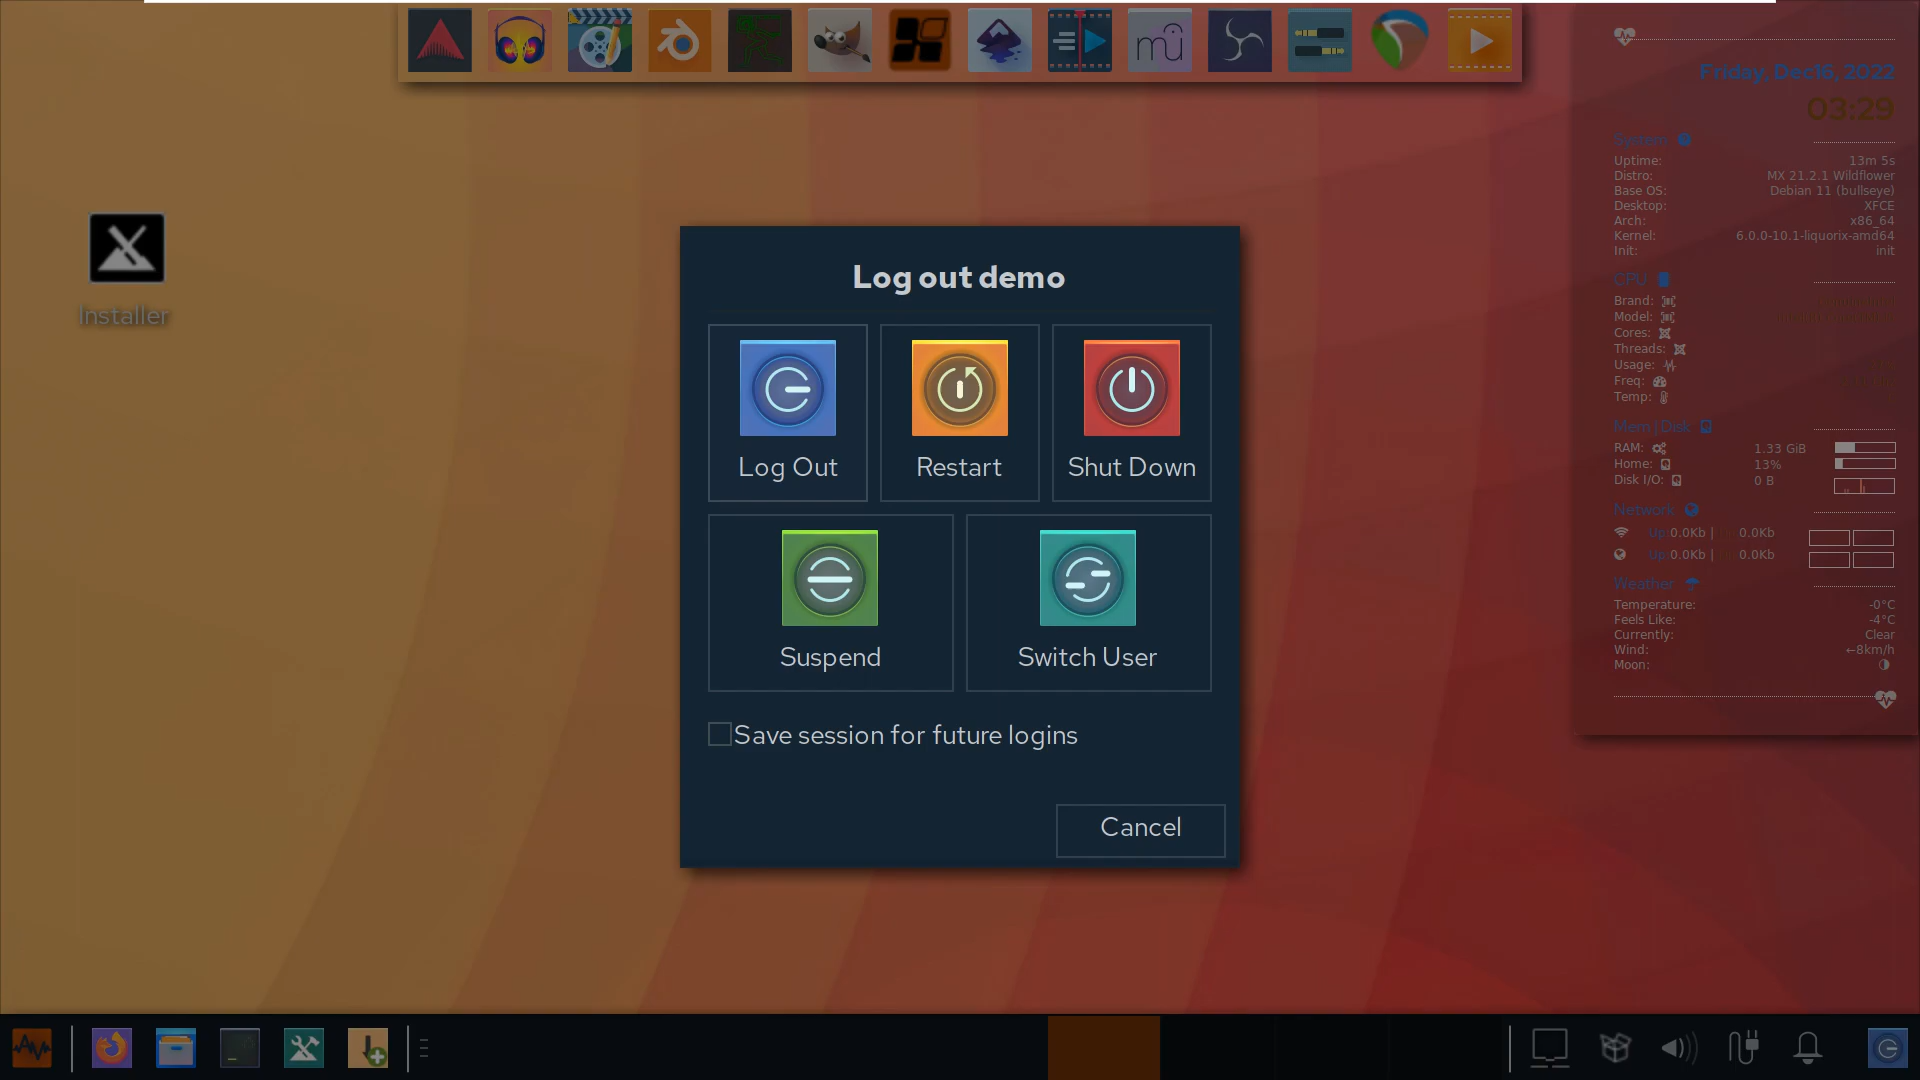 Friday, Dec16, 2022
03:29
System
Uptime: 13m 5s
Distro: MX 21.2.1 Wildflower
Base OS: Debian 11 (bullseye)
Desktop: XFCE
Arch: x86_64
Kernel: 6.0.0-10.1-liquorix-amd64
Init: init
CPU
Brand:
Model:
Cores:
Threads:
Usage:
Freq:
Temp:
Mem | Disk
RAM: 1.33 GiB
Home: 13%
Disk I/O: 0 B
Network
Up: 0.0Kb | 0.0Kb
Up: 0.0Kb | 0.0Kb
Weather
Temperature: -0°C
Feels Like: -4°C
Currently: Clear
Wind: ←8km/h
Moon:
Installer
Log out demo
Log Out Restart Shut Down
Suspend Switch User
Save session for future logins
Cancel
mü